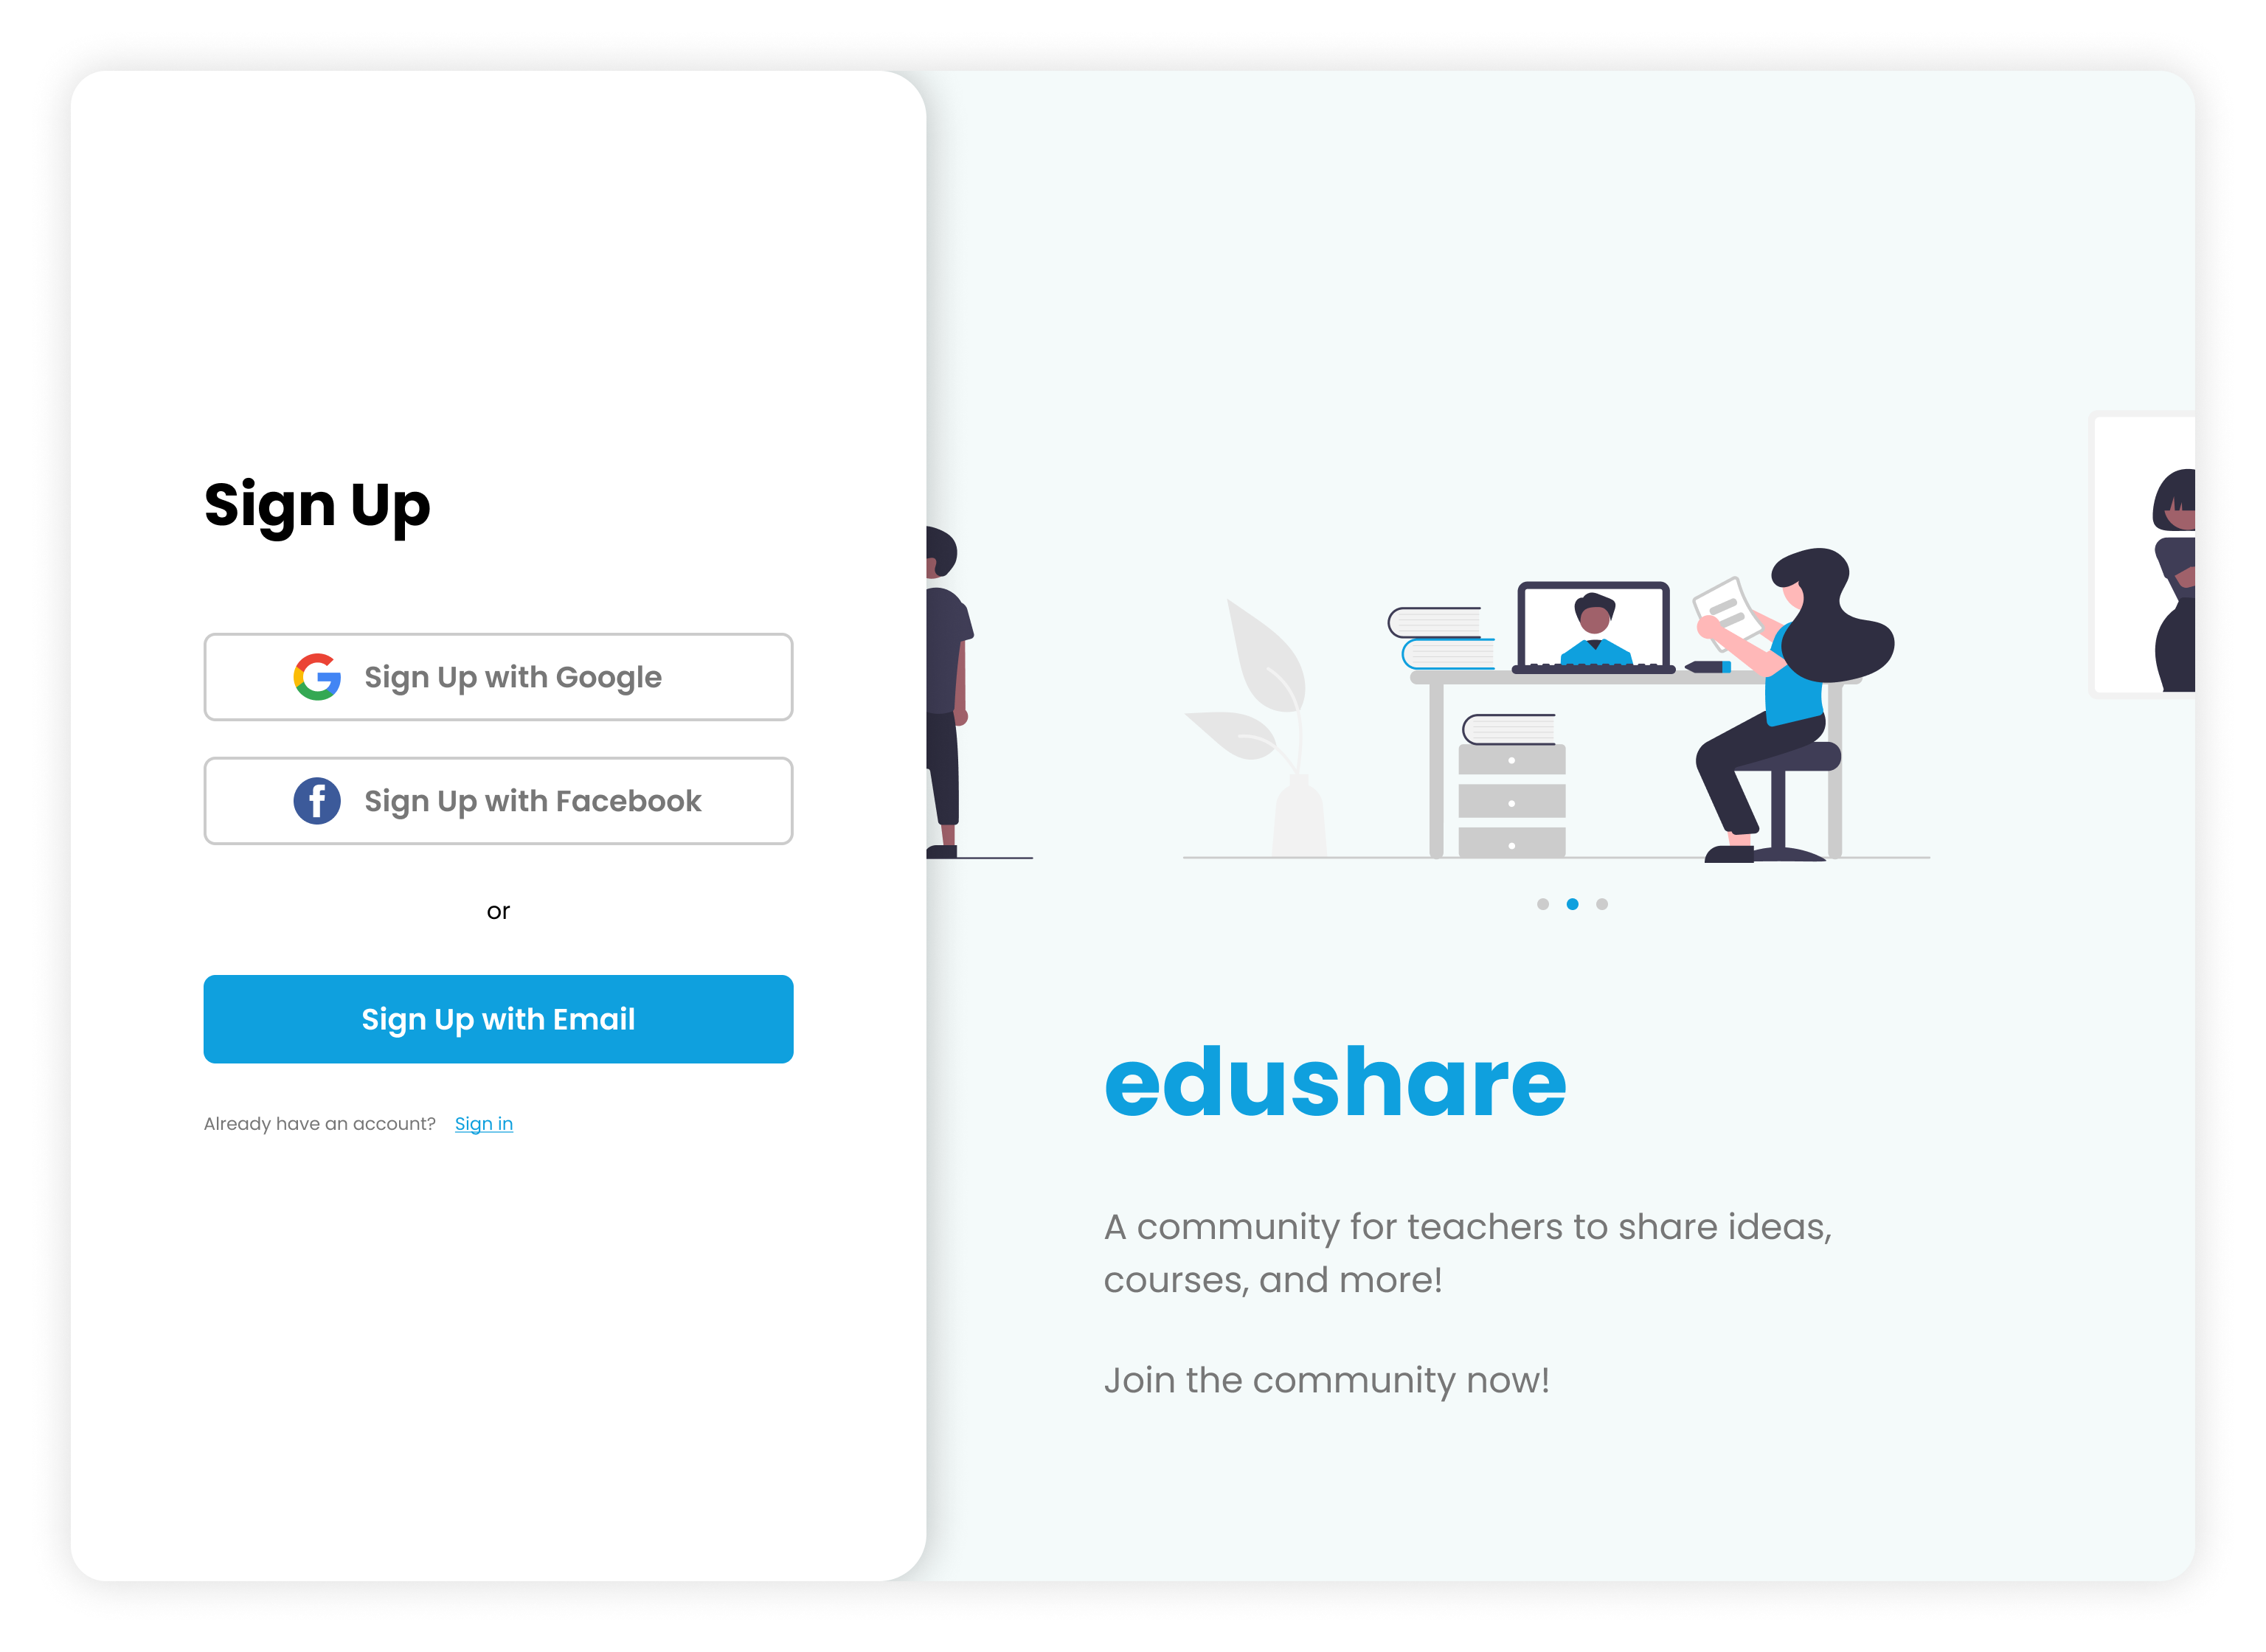 Sign Up
Sign Up with Google
Sign Up with Facebook
or
Sign Up with Email
Already have an account? Sign in
edushare
A community for teachers to share ideas,
courses, and more!
Join the community now!